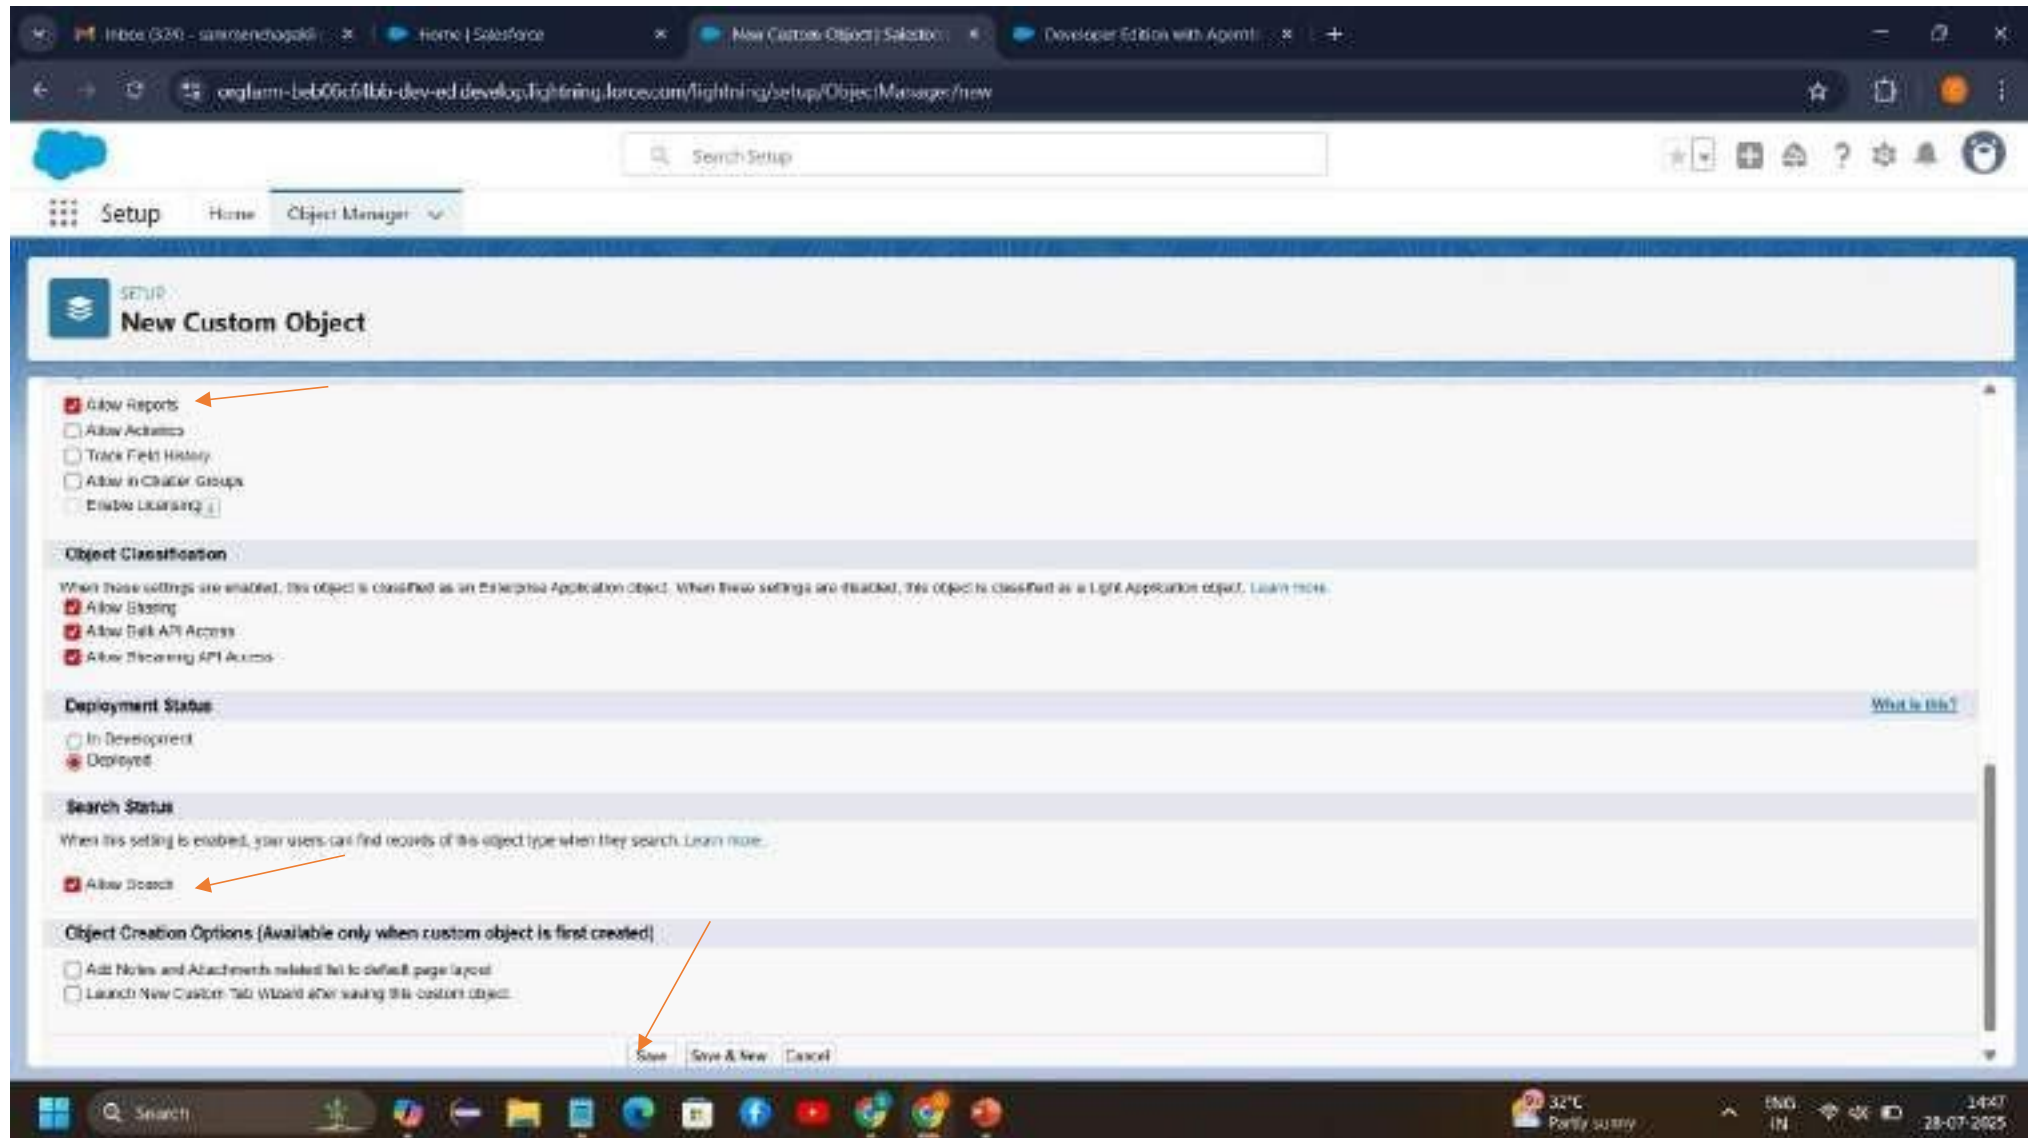 Home | Salesforce
New Custom Object | Salesforce
Developer Edition with Agentf
Search Setup
Setup
Home
Object Manager
SETUP
New Custom Object
Allow Reports
Allow Activities
Track Field History
Allow in Chatter Groups
Enable Licensing i
Object Classification
When these settings are enabled, this object is classified as an Enterprise Application object. When these settings are disabled, this object is classified as a Light Application object. Learn more.
Allow Sharing
Allow Bulk API Access
Allow Streaming API Access
Deployment Status
What is this?
In Development
Deployed
Search Status
When this setting is enabled, your users can find records of this object type when they search. Learn more.
Allow Search
Object Creation Options (Available only when custom object is first created)
Add Notes and Attachments related list to default page layout
Launch New Custom Tab Wizard after saving this custom object
Save
Save & New
Cancel
Search
32°C
Partly sunny
ENG
IN
14:47
28-07-2025